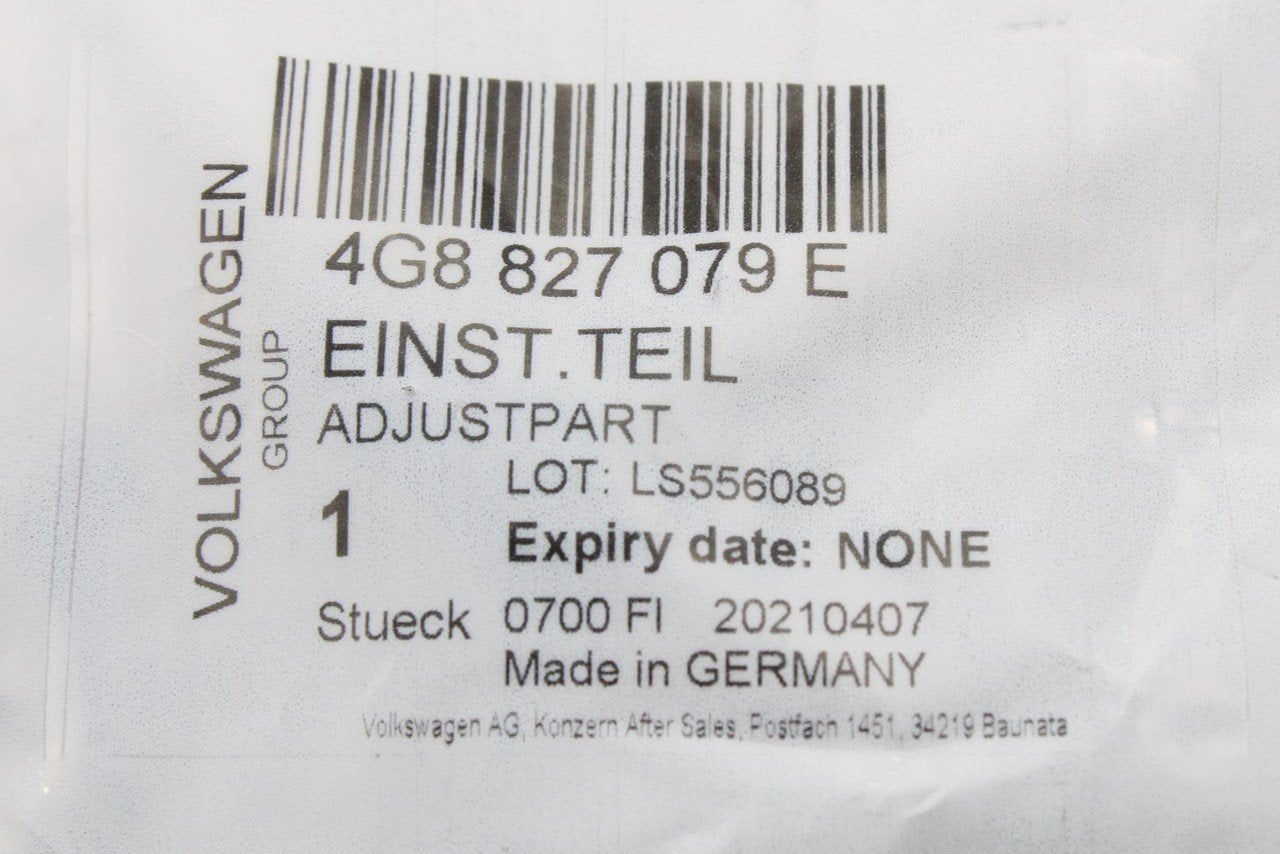 VOLKSWAGEN
GROUP
4G8 827 079 E
EINST.TEIL
ADJUSTPART
LOT: LS556089
1
Expiry date: NONE
Stueck 0700 FI 20210407
Made in GERMANY
Volkswagen AG, Konzern After Sales, Postfach 1451, 34219 Baunata